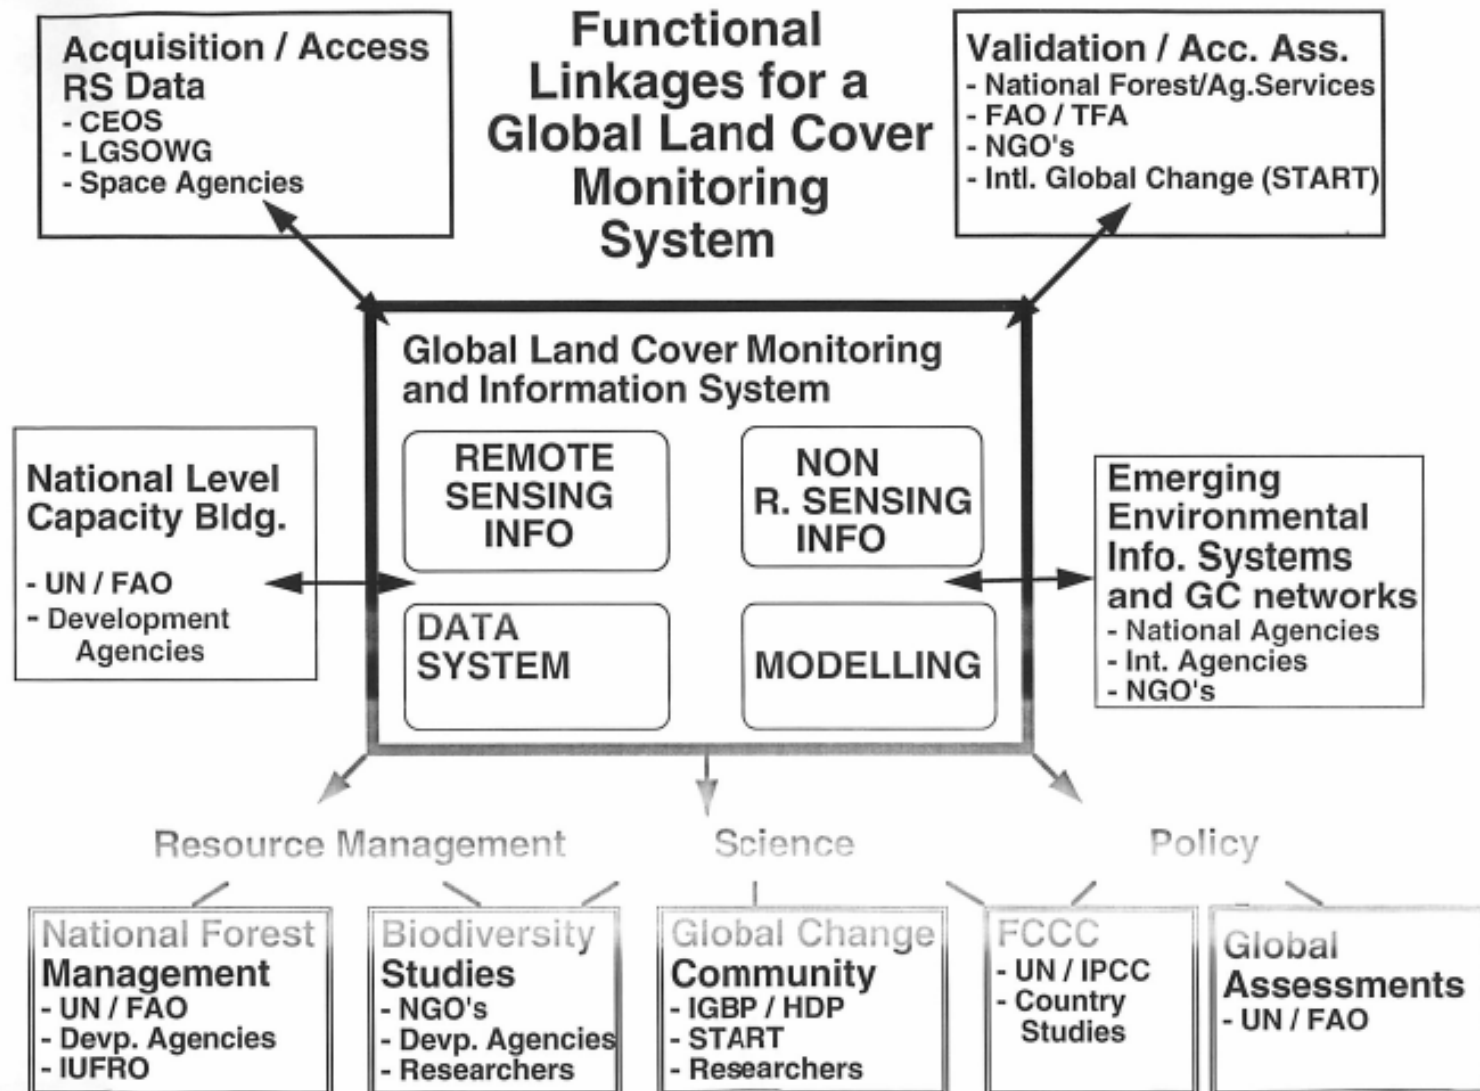 Functional
Linkages for a
Global Land Cover
Monitoring
System
Acquisition / Access
RS Data
- CEOS
- LGSOWG
- Space Agencies
Validation / Acc. Ass.
- National Forest/Ag.Services
- FAO / TFA
- NGO's
- Intl. Global Change (START)
Global Land Cover Monitoring
and Information System
REMOTE
SENSING
INFO
NON
R. SENSING
INFO
DATA
SYSTEM
MODELLING
National Level
Capacity Bldg.
- UN / FAO
- Development
Agencies
Emerging
Environmental
Info. Systems
and GC networks
- National Agencies
- Int. Agencies
- NGO's
Resource Management
Science
Policy
National Forest
Management
- UN / FAO
- Devp. Agencies
- IUFRO
Biodiversity
Studies
- NGO's
- Devp. Agencies
- Researchers
Global Change
Community
- IGBP / HDP
- START
- Researchers
FCCC
- UN / IPCC
- Country
Studies
Global
Assessments
- UN / FAO